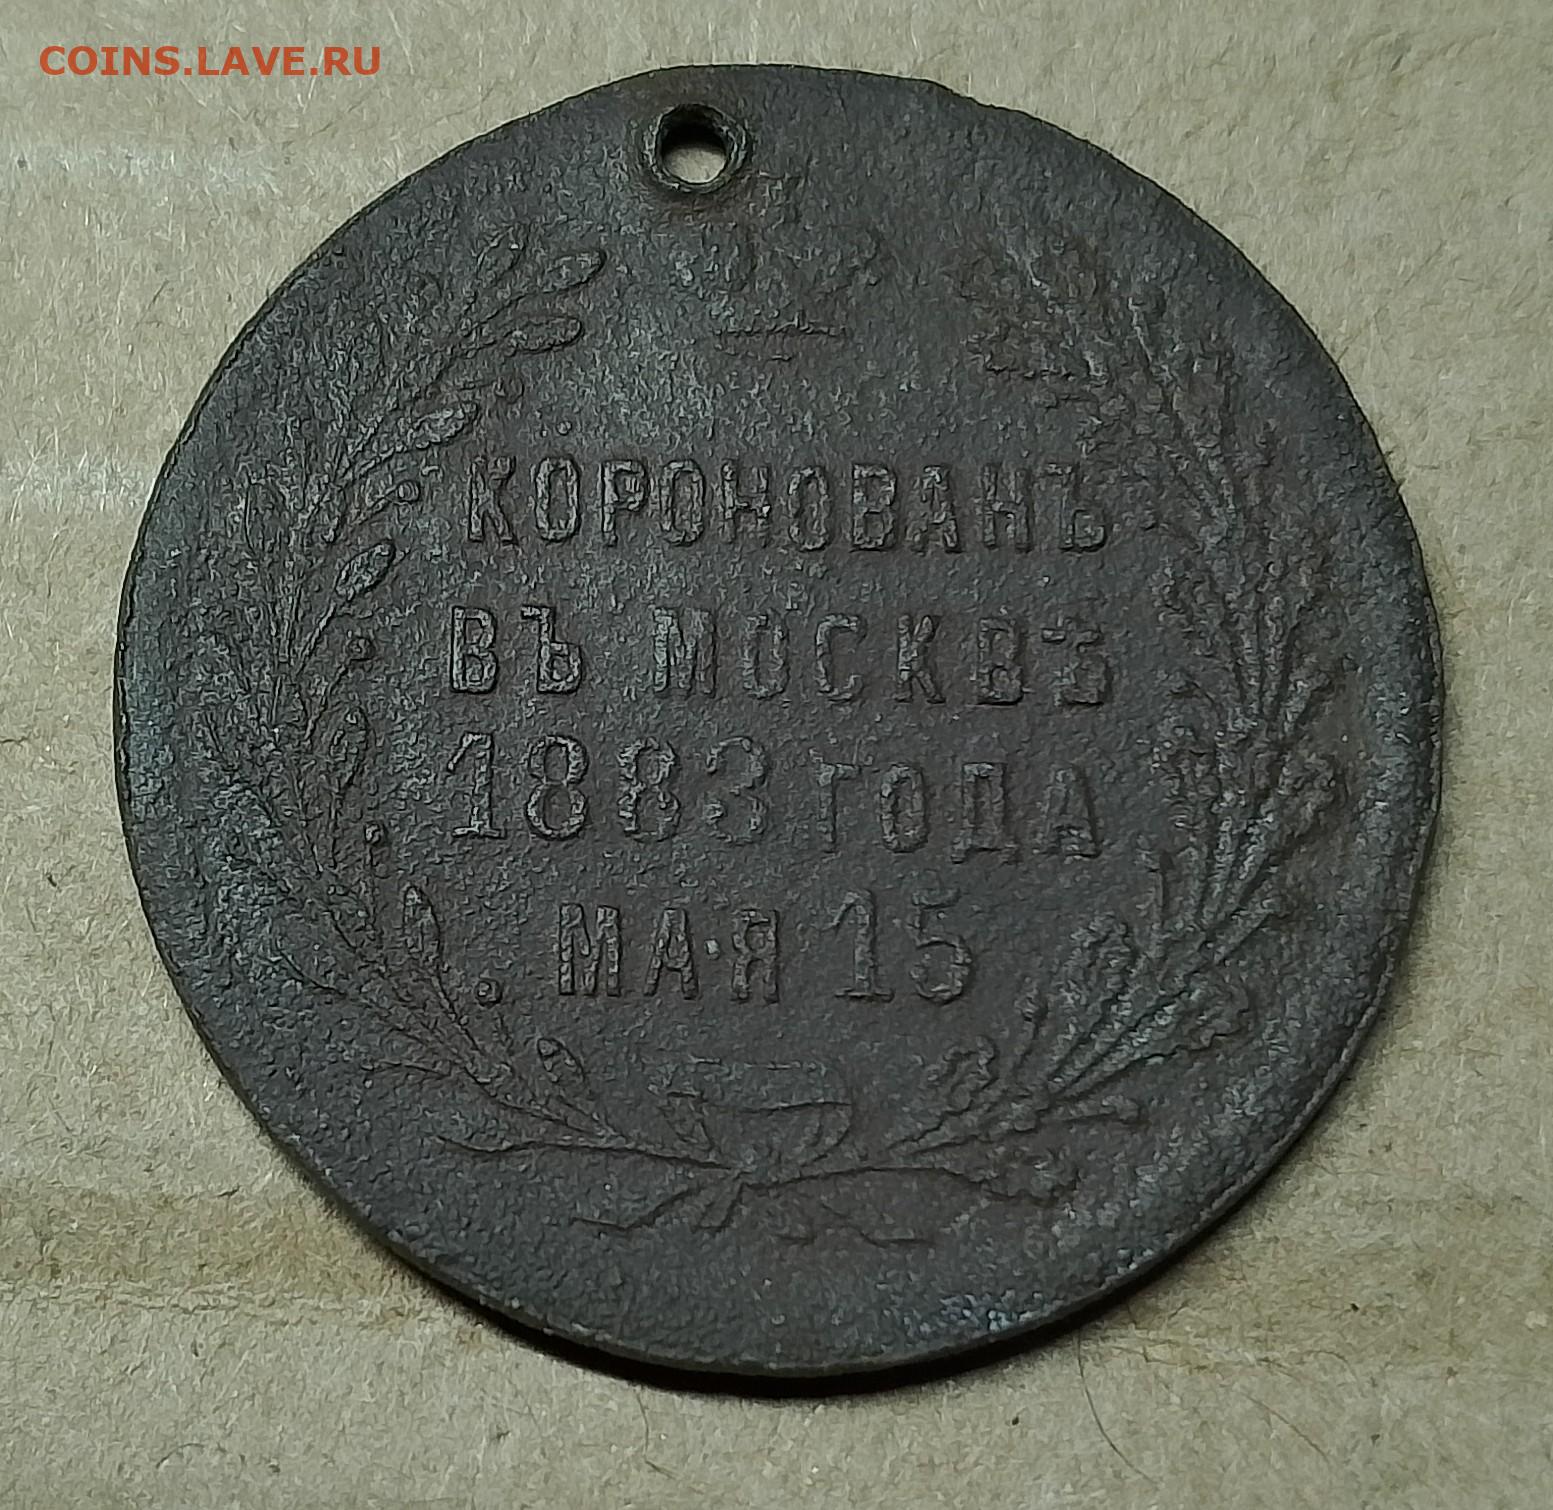 COINS.LAVE.RU
КОРОНОВАНЪ
ВЪ МОСКВѢ
1883 ГОДА
МАЯ 15